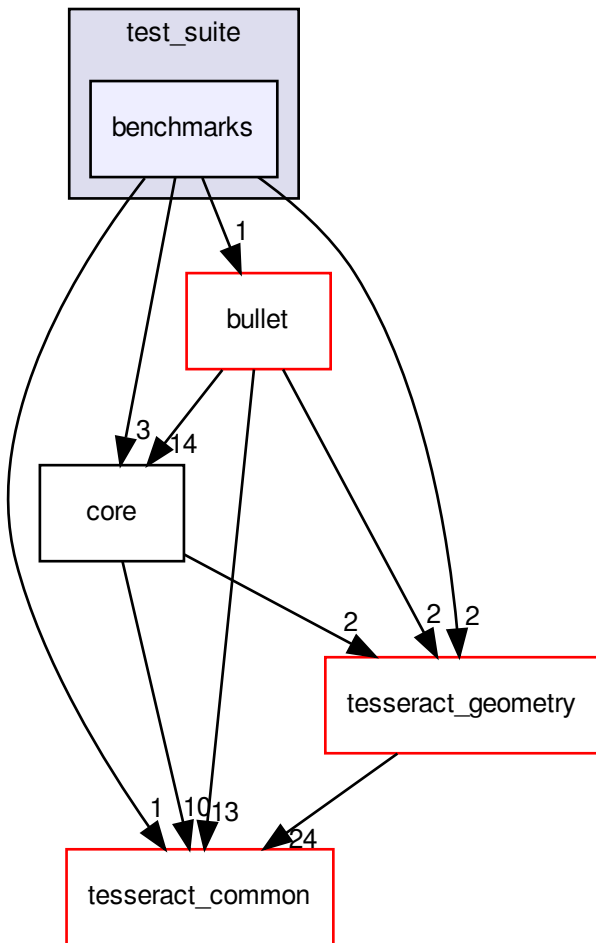 test_suite
benchmarks
1
bullet
3
14
core
2
2
2
tesseract_geometry
1
10
13
24
tesseract_common